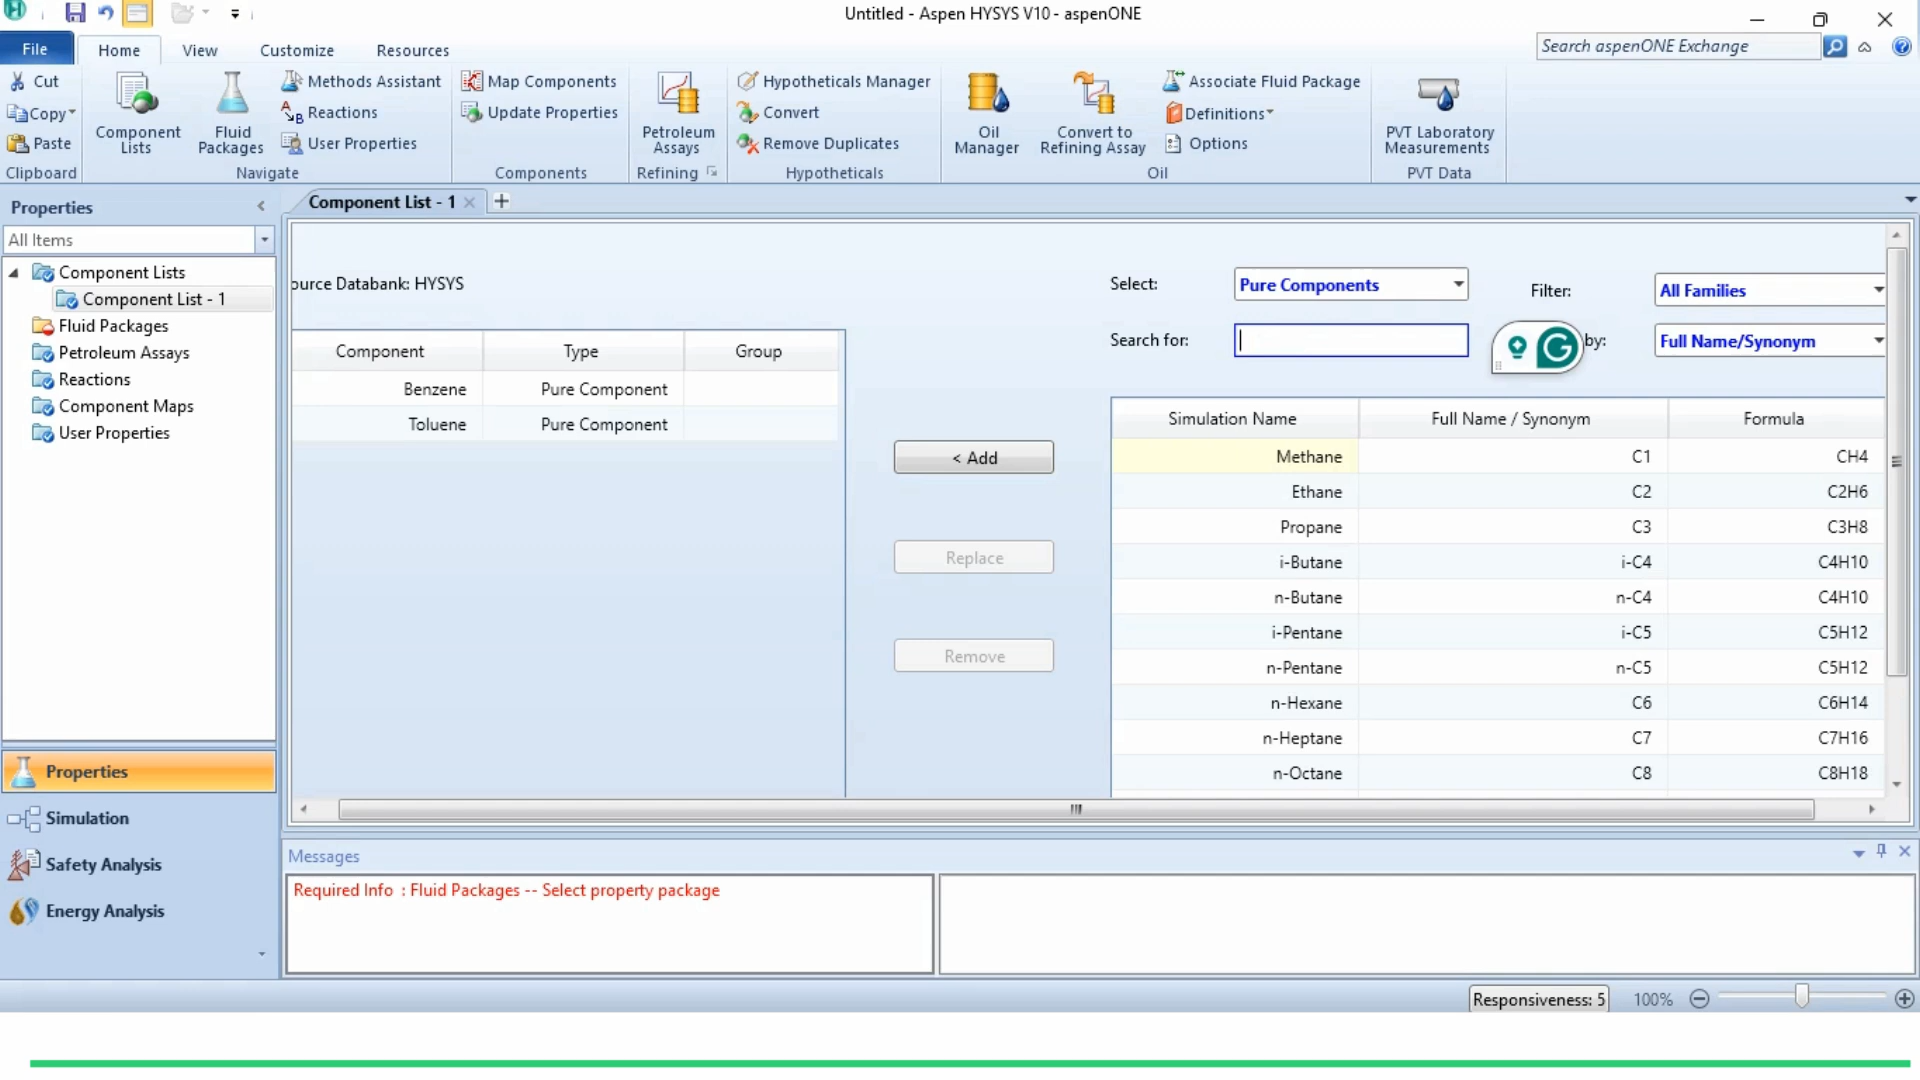 Untitled - Aspen HYSYS V10 - aspenONE
File Home View Customize Resources
Search aspenONE Exchange
Cut
Copy
Paste
Clipboard
Component Lists
Fluid Packages
Methods Assistant
Reactions
User Properties
Navigate
Map Components
Update Properties
Components
Petroleum Assays
Refining
Hypotheticals Manager
Convert
Remove Duplicates
Hypotheticals
Oil Manager
Convert to Refining Assay
Associate Fluid Package
Definitions
Options
Oil
PVT Laboratory Measurements
PVT Data
Properties
All Items
Component Lists
Component List - 1
Fluid Packages
Petroleum Assays
Reactions
Component Maps
User Properties
Properties
Simulation
Safety Analysis
Energy Analysis
Component List - 1
ource Databank: HYSYS
Component Type Group
Benzene Pure Component
Toluene Pure Component
< Add
Replace
Remove
Select: Pure Components Filter: All Families
Search for: by: Full Name/Synonym
Simulation Name Full Name / Synonym Formula
Methane C1 CH4
Ethane C2 C2H6
Propane C3 C3H8
i-Butane i-C4 C4H10
n-Butane n-C4 C4H10
i-Pentane i-C5 C5H12
n-Pentane n-C5 C5H12
n-Hexane C6 C6H14
n-Heptane C7 C7H16
n-Octane C8 C8H18
Messages
Required Info : Fluid Packages -- Select property package
Responsiveness: 5 100%